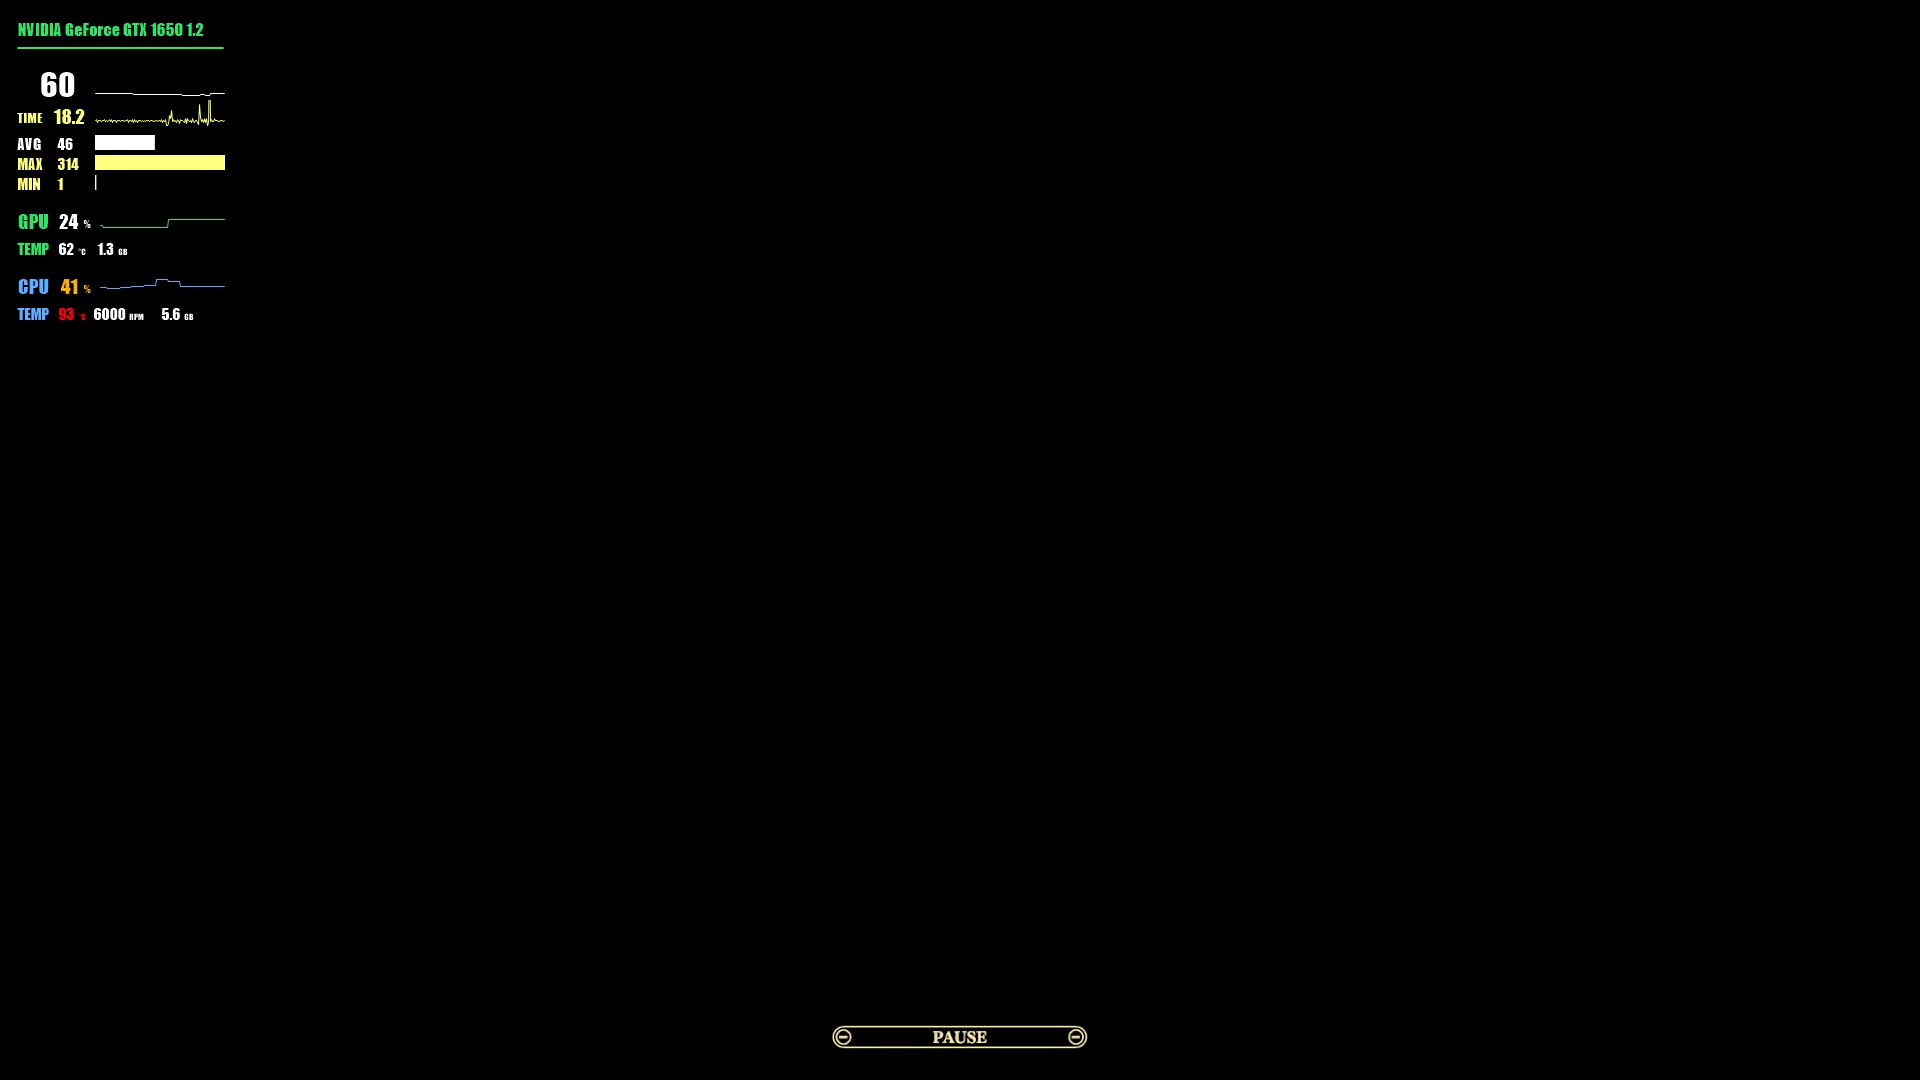 NVIDIA GeForce GTX 1650 1.2
60
TIME 18.2
AVG 46
MAX 314
MIN 1
GPU 24 %
TEMP 62 °C 1.3 GB
CPU 41 %
TEMP 93 °C 6000 RPM 5.6 GB
PAUSE